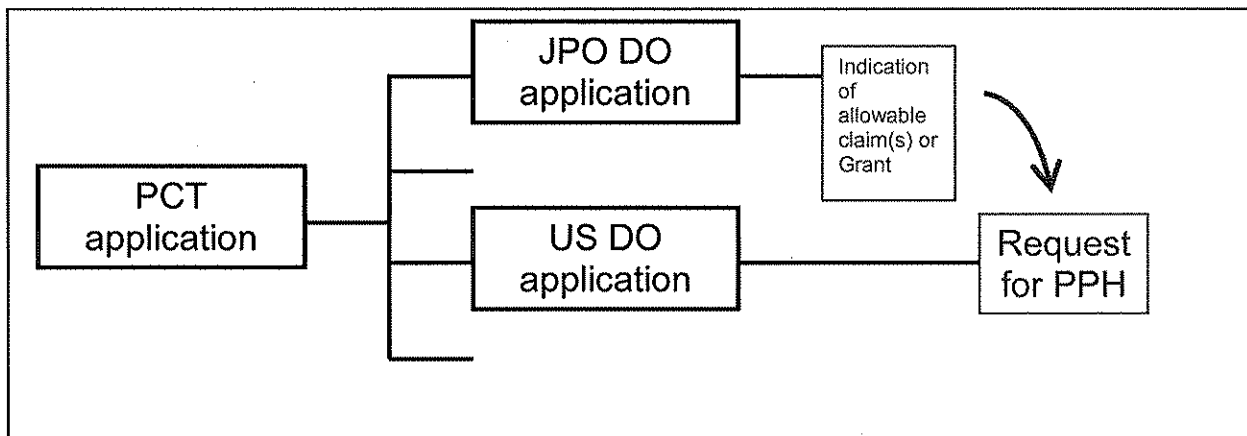 JPO DO
application
Indication
of
allowable
claim(s) or
Grant
PCT
application
US DO
application
Request
for PPH